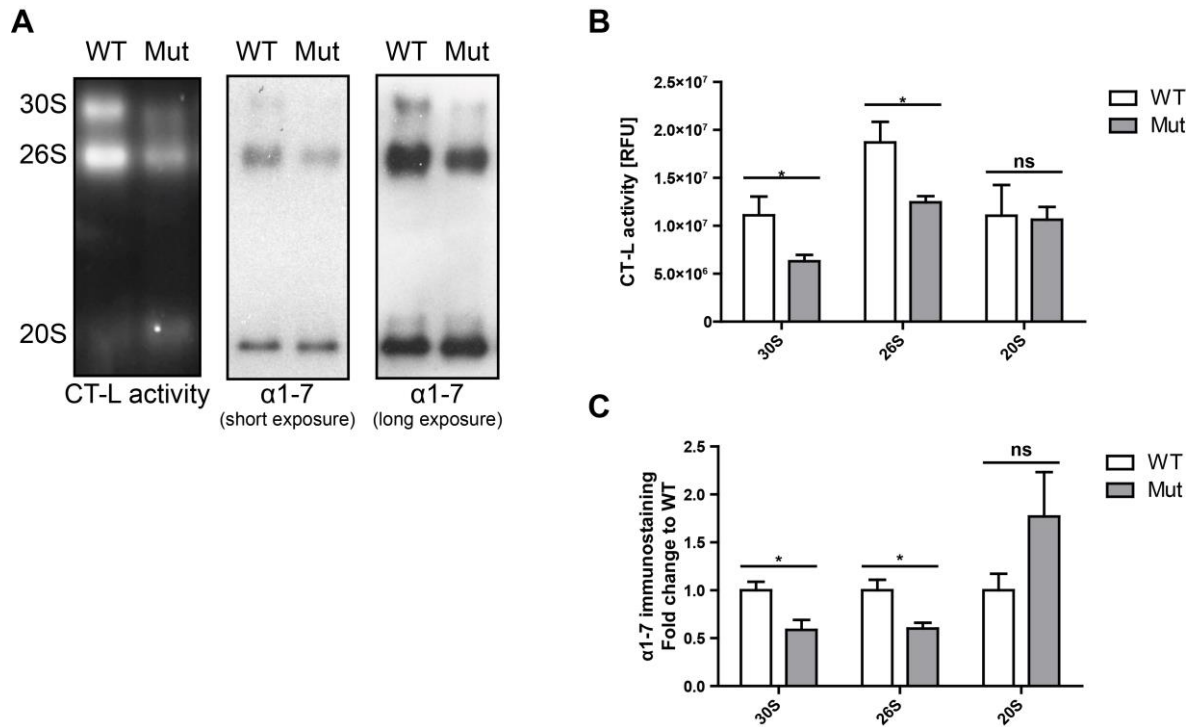 A
WT Mut WT Mut WT Mut
30S
26S
20S
CT-L activity
α1-7
(short exposure)
α1-7
(long exposure)
B
CT-L activity [RFU]
2.5×10⁷
2.0×10⁷
1.5×10⁷
1.0×10⁷
5.0×10⁶
0
*
*
ns
30S
26S
20S
WT
Mut
C
α1-7 immunostaining
Fold change to WT
2.5
2.0
1.5
1.0
0.5
0.0
*
*
ns
30S
26S
20S
WT
Mut